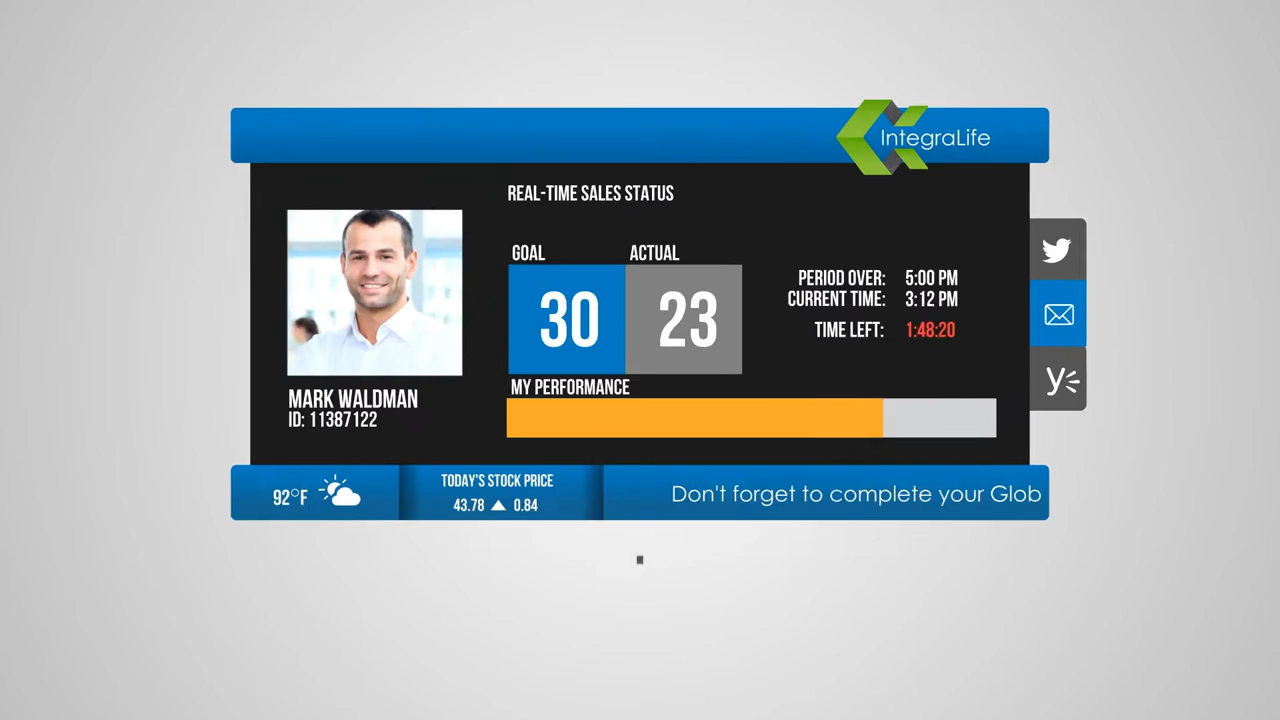 IntegraLife
REAL-TIME SALES STATUS
GOAL ACTUAL
30 23
PERIOD OVER: 5:00 PM
CURRENT TIME: 3:12 PM
TIME LEFT: 1:48:20
MY PERFORMANCE
MARK WALDMAN
ID: 11387122
92°F
TODAY'S STOCK PRICE
43.78 ▲ 0.84
Don't forget to complete your Glob